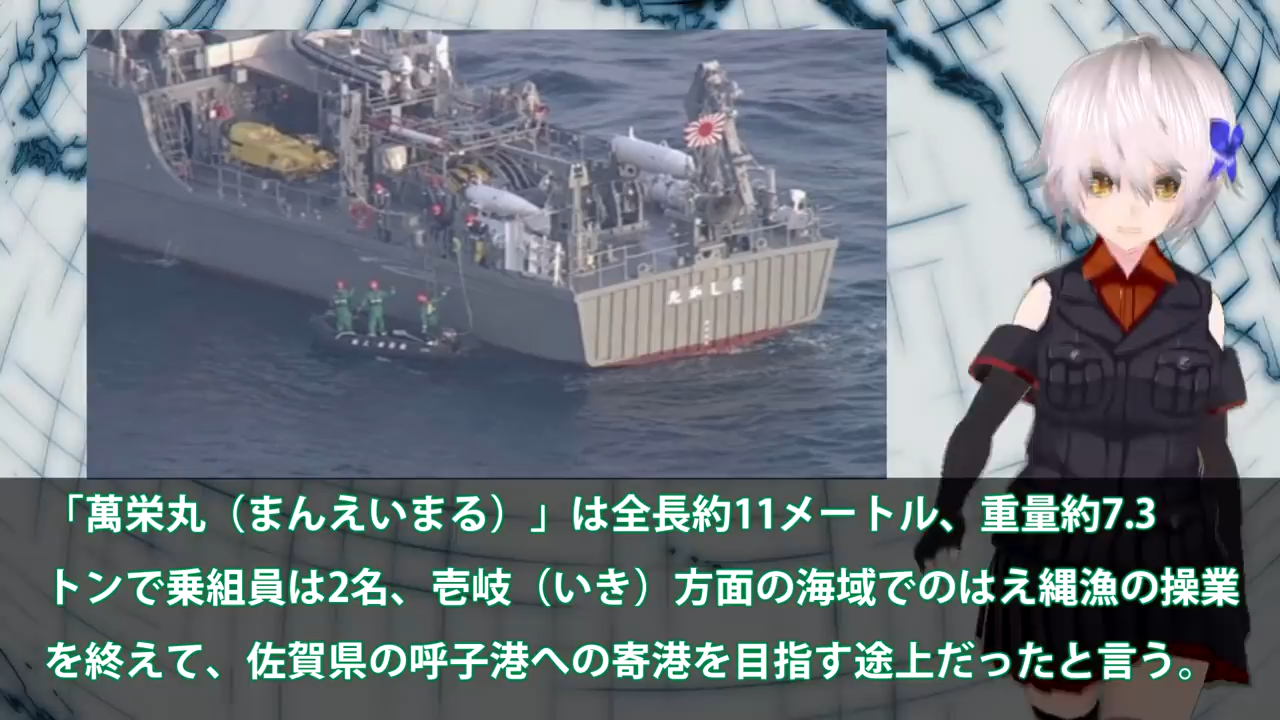 たかしま
「萬栄丸（まんえいまる）」は全長約11メートル、重量約7.3
トンで乗組員は2名、壱岐（いき）方面の海域でのはえ縄漁の操業
を終えて、佐賀県の呼子港への寄港を目指す途上だったと言う。